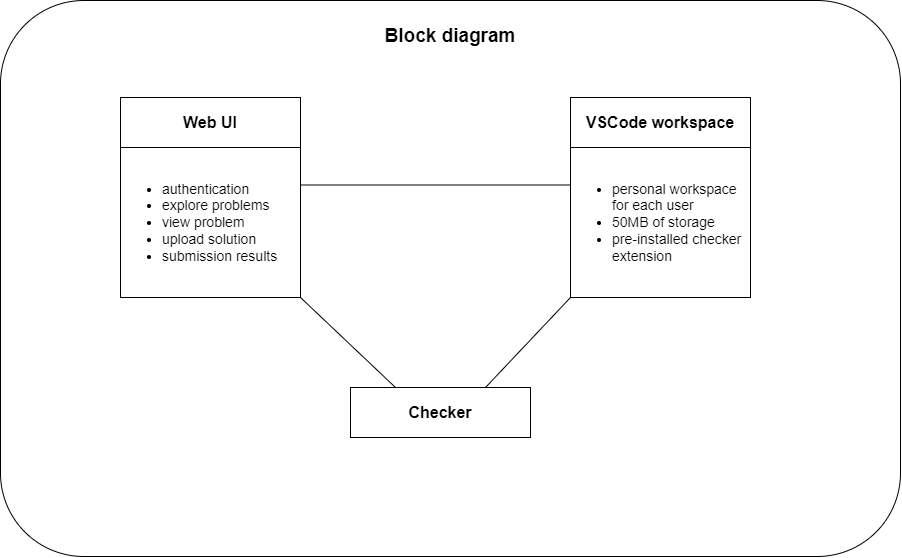 Block diagram
Web UI
authentication
explore problems
view problem
upload solution
submission results
VSCode workspace
personal workspace
for each user
50MB of storage
pre-installed checker
extension
Checker